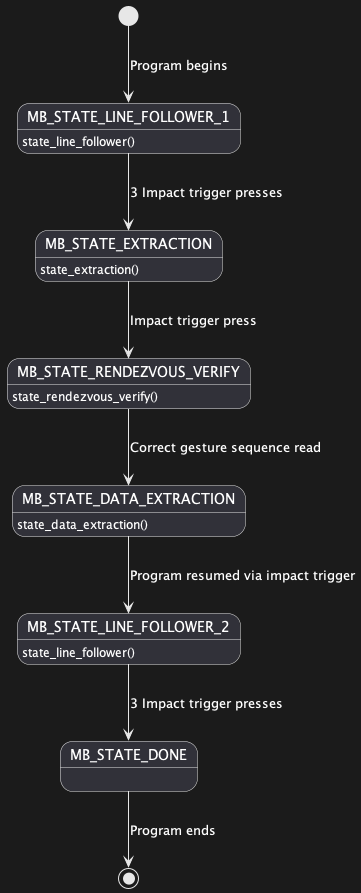 Program begins
MB_STATE_LINE_FOLLOWER_1
state_line_follower()
3 Impact trigger presses
MB_STATE_EXTRACTION
state_extraction()
Impact trigger press
MB_STATE_RENDEZVOUS_VERIFY
state_rendezvous_verify()
Correct gesture sequence read
MB_STATE_DATA_EXTRACTION
state_data_extraction()
Program resumed via impact trigger
MB_STATE_LINE_FOLLOWER_2
state_line_follower()
3 Impact trigger presses
MB_STATE_DONE
Program ends